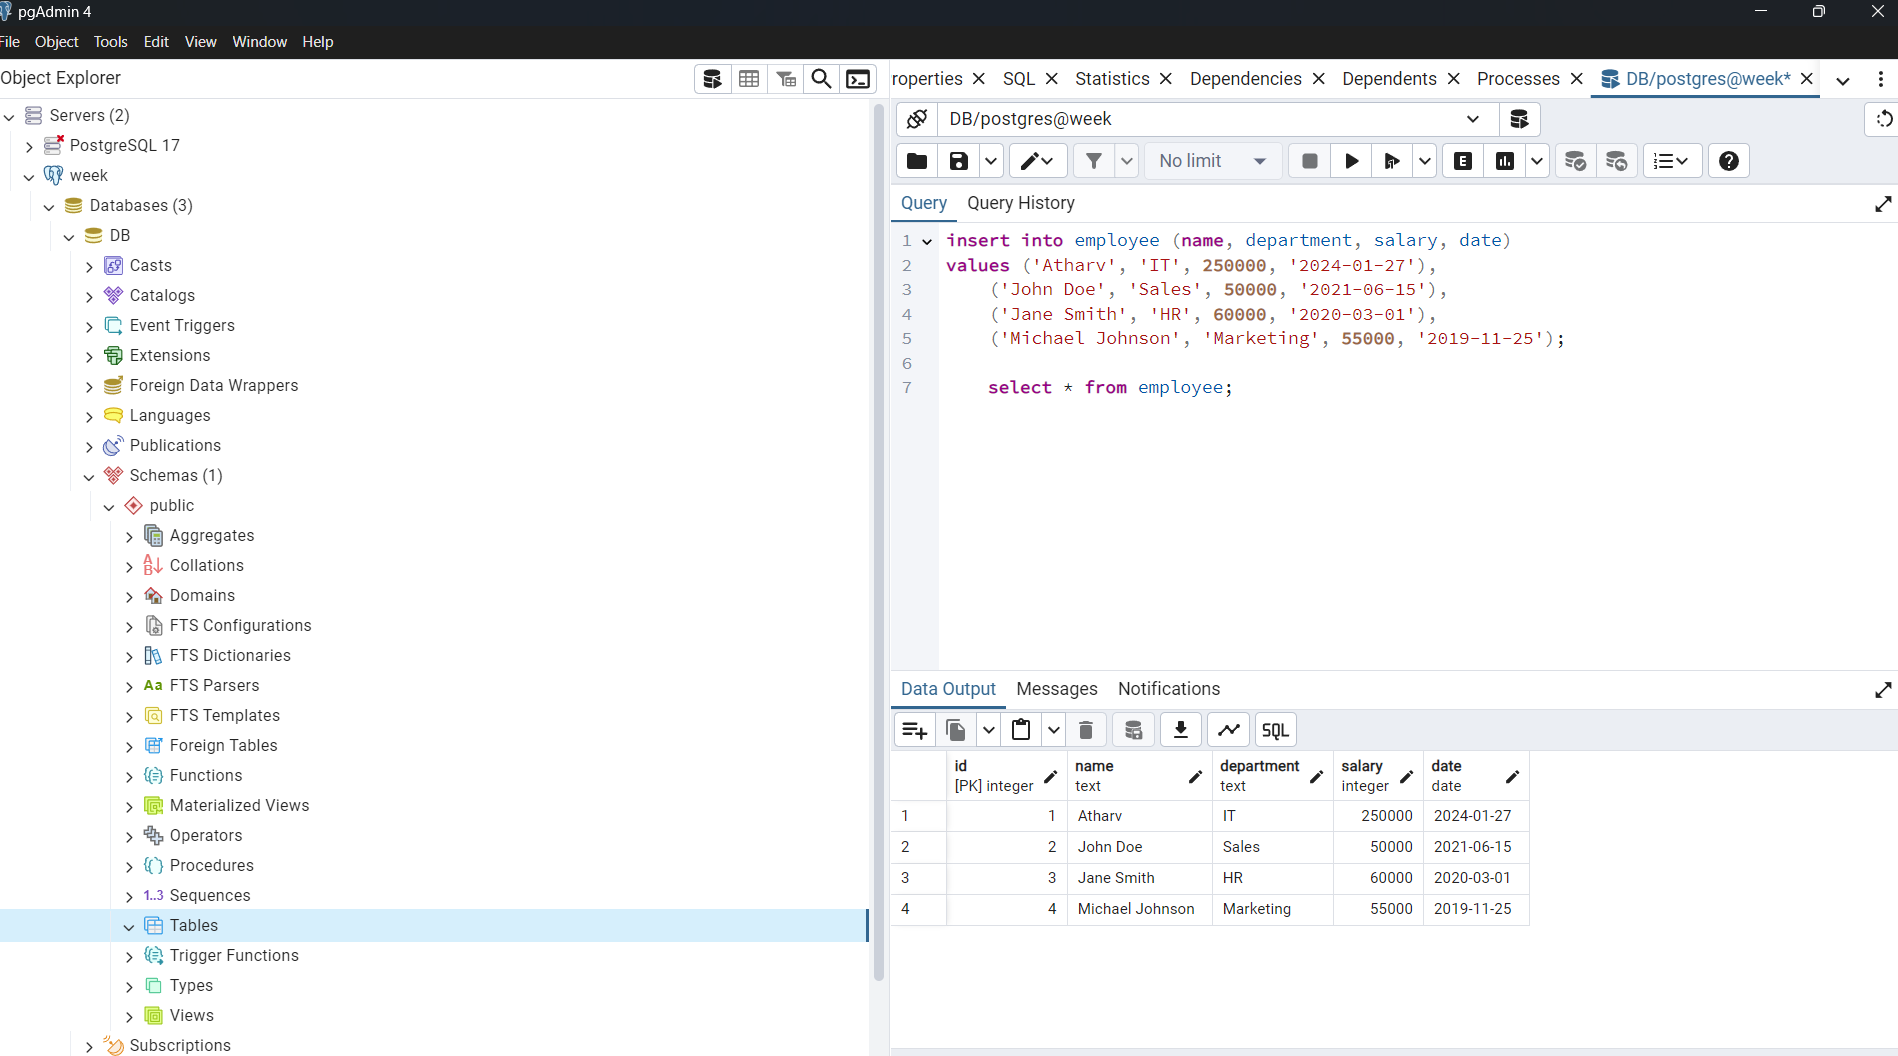 pgAdmin 4
File Object Tools Edit View Window Help
Object Explorer
Servers (2)
PostgreSQL 17
week
Databases (3)
DB
Casts
Catalogs
Event Triggers
Extensions
Foreign Data Wrappers
Languages
Publications
Schemas (1)
public
Aggregates
Collations
Domains
FTS Configurations
FTS Dictionaries
Aa FTS Parsers
FTS Templates
Foreign Tables
Functions
Materialized Views
Operators
Procedures
1..3 Sequences
Tables
Trigger Functions
Types
Views
Subscriptions
roperties SQL Statistics Dependencies Dependents Processes DB/postgres@week*
DB/postgres@week
No limit E
Query Query History
1 insert into employee (name, department, salary, date)
2 values ('Atharv', 'IT', 250000, '2024-01-27'),
3 ('John Doe', 'Sales', 50000, '2021-06-15'),
4 ('Jane Smith', 'HR', 60000, '2020-03-01'),
5 ('Michael Johnson', 'Marketing', 55000, '2019-11-25');
6
7 select * from employee;
Data Output Messages Notifications
SQL
id name department salary date
[PK] integer text text integer date
1 1 Atharv IT 250000 2024-01-27
2 2 John Doe Sales 50000 2021-06-15
3 3 Jane Smith HR 60000 2020-03-01
4 4 Michael Johnson Marketing 55000 2019-11-25